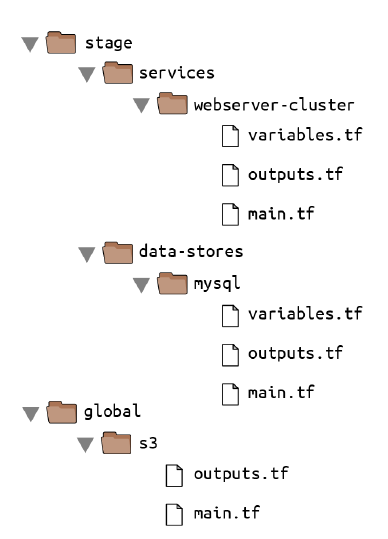 stage
services
webserver-cluster
variables.tf
outputs.tf
main.tf
data-stores
mysql
variables.tf
outputs.tf
main.tf
global
s3
outputs.tf
main.tf